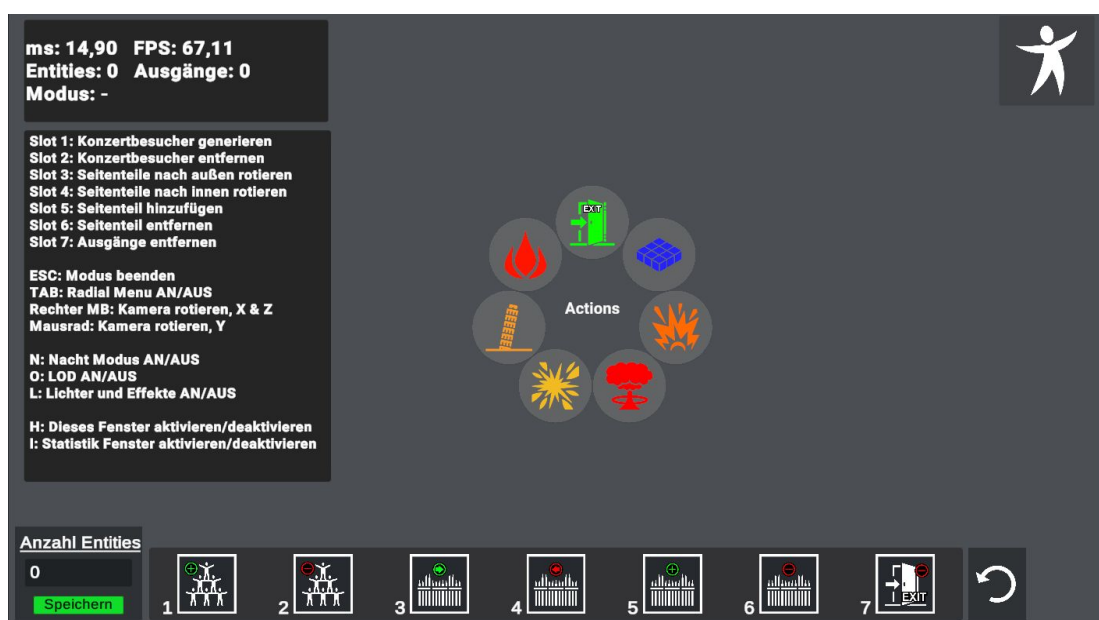 ms: 14,90 FPS: 67,11
Entities: 0 Ausgänge: 0
Modus: -
Slot 1: Konzertbesucher generieren
Slot 2: Konzertbesucher entfernen
Slot 3: Seitenteile nach außen rotieren
Slot 4: Seitenteile nach innen rotieren
Slot 5: Seitenteil hinzufügen
Slot 6: Seitenteil entfernen
Slot 7: Ausgänge entfernen
ESC: Modus beenden
TAB: Radial Menu AN/AUS
Rechter MB: Kamera rotieren, X & Z
Mausrad: Kamera rotieren, Y
N: Nacht Modus AN/AUS
O: LOD AN/AUS
L: Lichter und Effekte AN/AUS
H: Dieses Fenster aktivieren/deaktivieren
I: Statistik Fenster aktivieren/deaktivieren
EXIT
Actions
Anzahl Entities
0
Speichern
1 2 3 4 5 6 7 EXIT